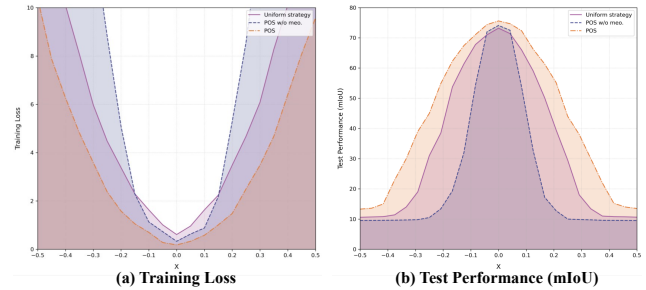 10
8
6
4
2
0
Training Loss
−0.5 −0.4 −0.3 −0.2 −0.1 0.0 0.1 0.2 0.3 0.4 0.5
X
Uniform strategy
POS w/o meo.
POS
(a) Training Loss
80
70
60
50
40
30
20
10
0
Test Performance (mIoU)
−0.5 −0.4 −0.3 −0.2 −0.1 0.0 0.1 0.2 0.3 0.4 0.5
X
Uniform strategy
POS w/o meo.
POS
(b) Test Performance (mIoU)